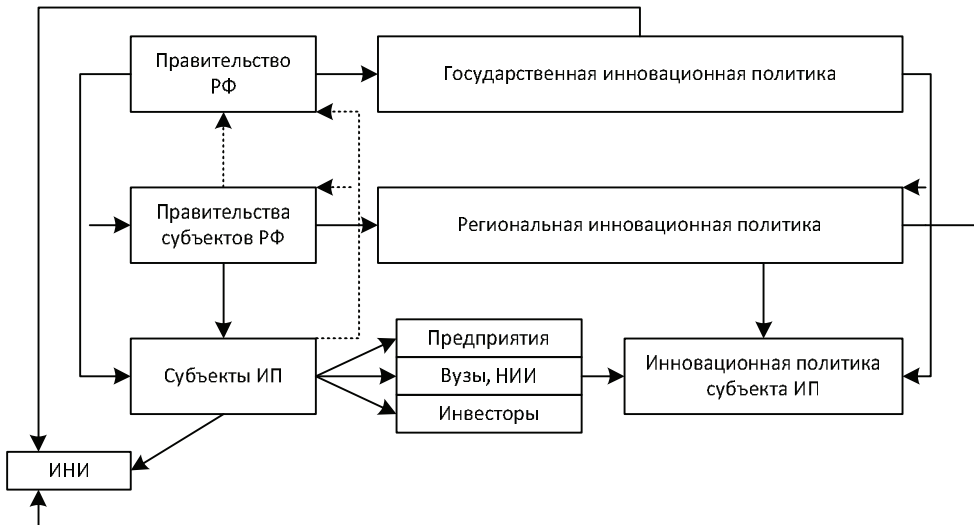 Правительство
РФ
Государственная инновационная политика
Правительства
субъектов РФ
Региональная инновационная политика
Субъекты ИП
Предприятия
Вузы, НИИ
Инвесторы
Инновационная политика
субъекта ИП
ИНИ